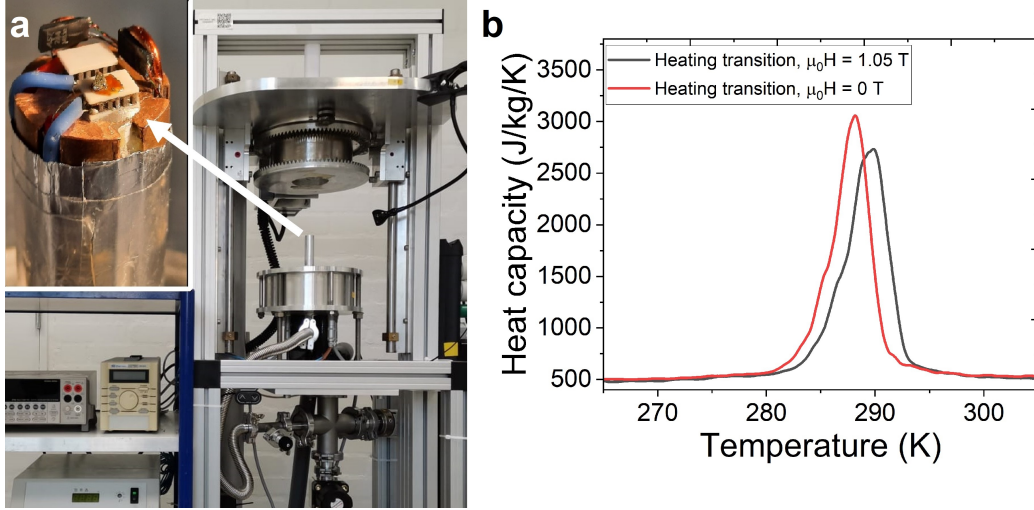 a
b
Heating transition, μ₀H = 1.05 T
Heating transition, μ₀H = 0 T
Heat capacity (J/kg/K)
3500
3000
2500
2000
1500
1000
500
270
280
290
300
Temperature (K)